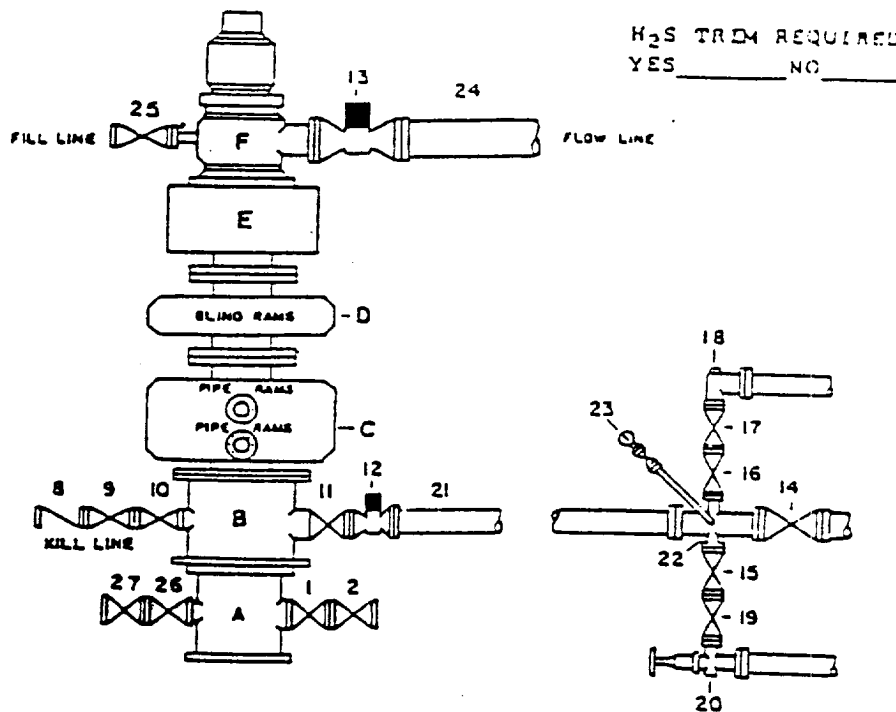 H2S TRIM REQUIRED
YES NO
13
24
25
FILL LINE
F
FLOW LINE
E
BLIND RAMS
D
PIPE RAMS
PIPE RAMS
C
18
23
17
16
14
12
8 9 10
11
21
B
KILL LINE
22
15
27 26
1 2
A
19
20